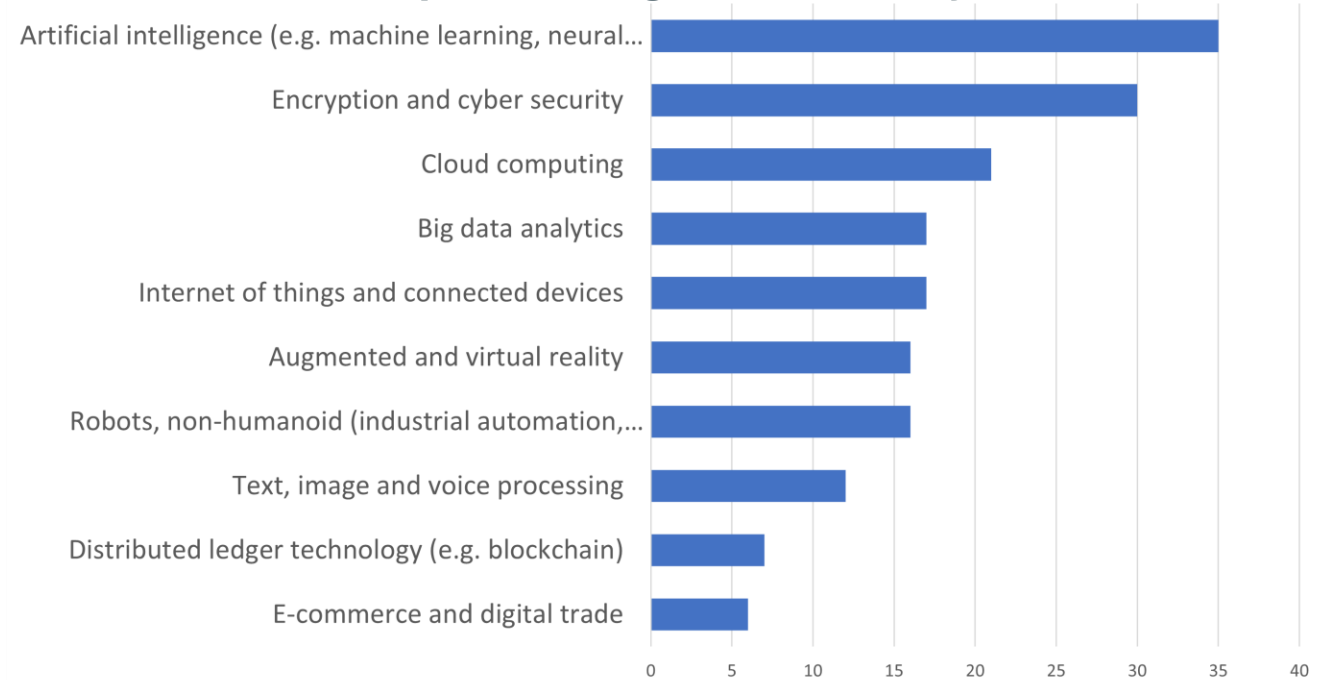 Artificial intelligence (e.g. machine learning, neural...
Encryption and cyber security
Cloud computing
Big data analytics
Internet of things and connected devices
Augmented and virtual reality
Robots, non-humanoid (industrial automation,...
Text, image and voice processing
Distributed ledger technology (e.g. blockchain)
E-commerce and digital trade
0 5 10 15 20 25 30 35 40